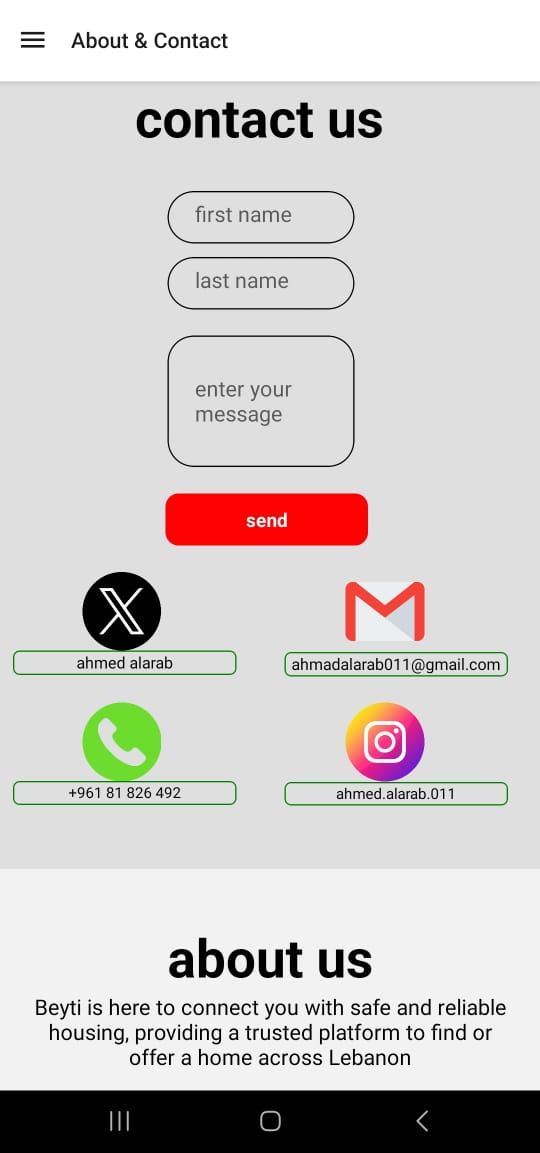 About & Contact
contact us
first name
last name
enter your
message
send
ahmed alarab
ahmadalarab011@gmail.com
+961 81 826 492
ahmed.alarab.011
about us
Beyti is here to connect you with safe and reliable
housing, providing a trusted platform to find or
offer a home across Lebanon